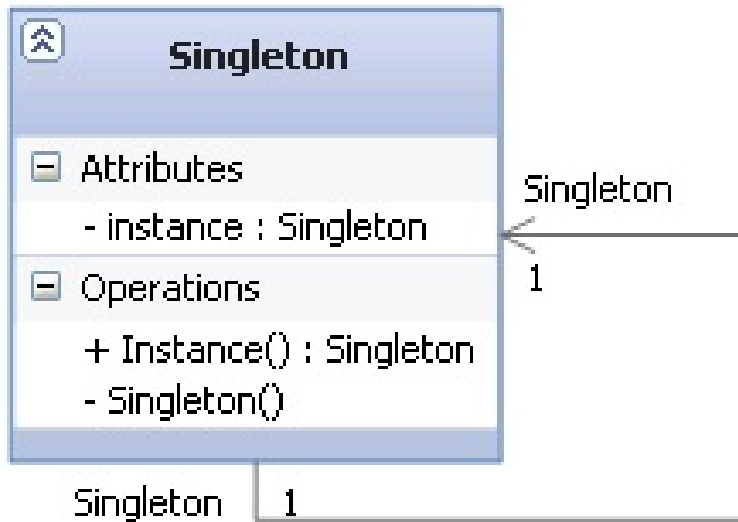 Singleton
Attributes
- instance : Singleton
Operations
+ Instance() : Singleton
- Singleton()
Singleton
1
Singleton 1